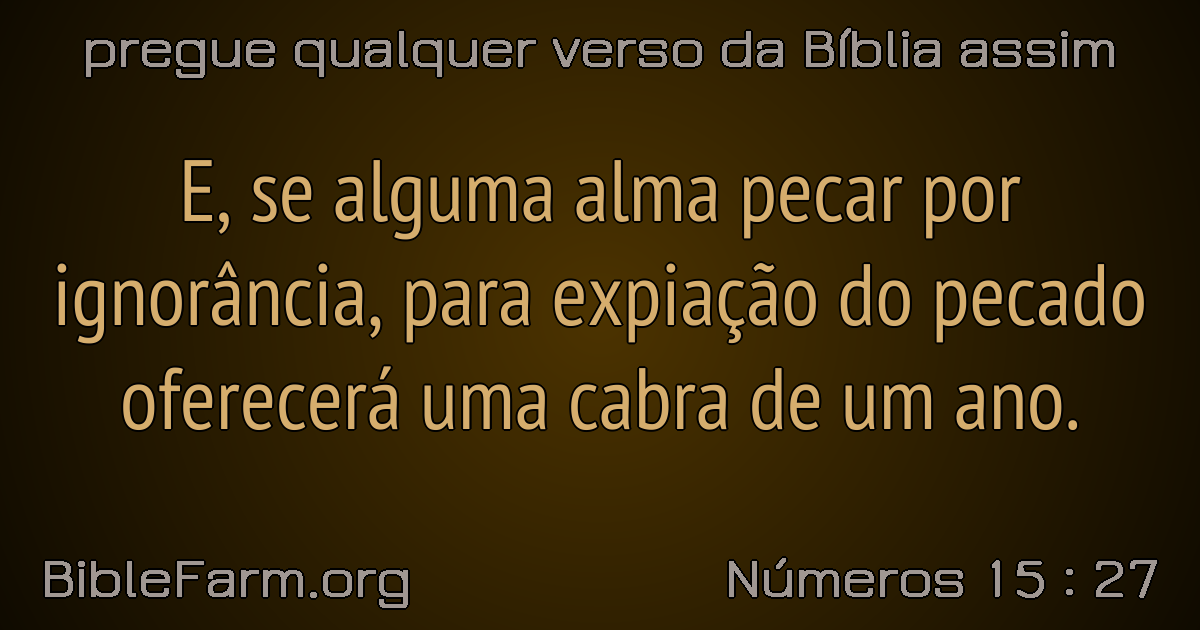 pregue qualquer verso da Bíblia assim
E, se alguma alma pecar por
ignorância, para expiação do pecado
oferecerá uma cabra de um ano.
BibleFarm.org
Números 15 : 27